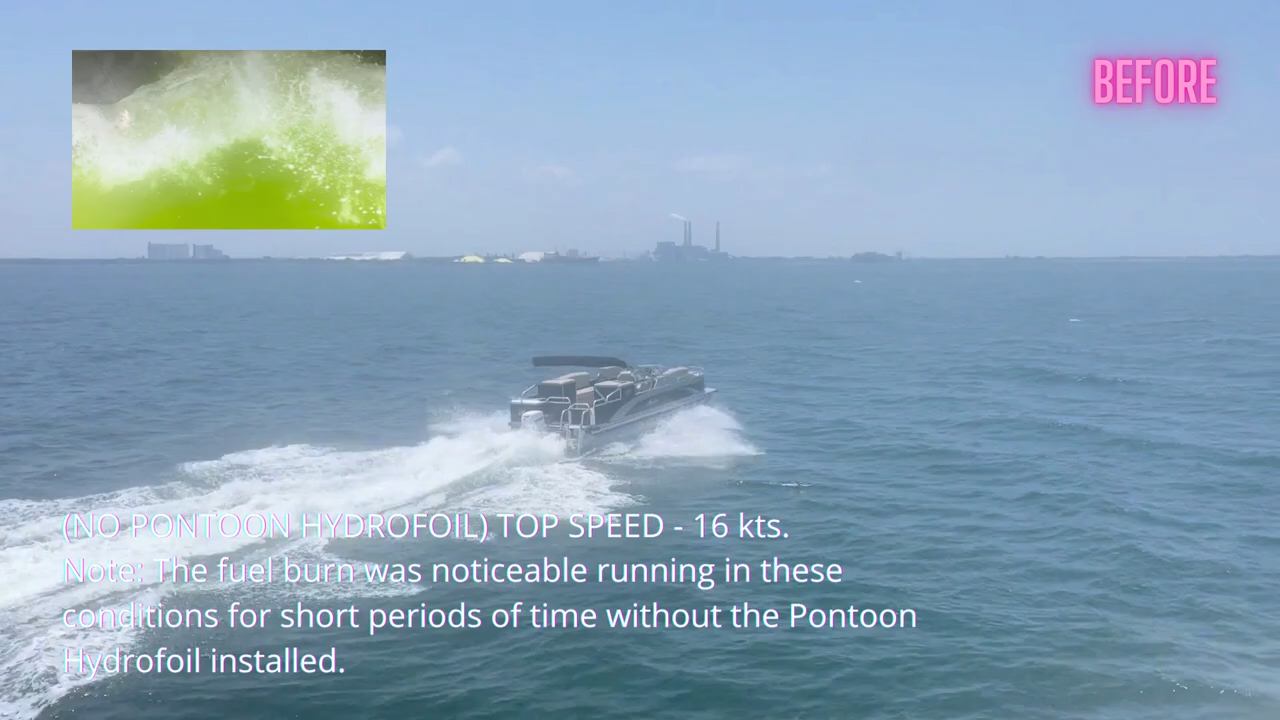 BEFORE
(NO PONTOON HYDROFOIL) TOP SPEED - 16 kts.
Note: The fuel burn was noticeable running in these
conditions for short periods of time without the Pontoon
Hydrofoil installed.